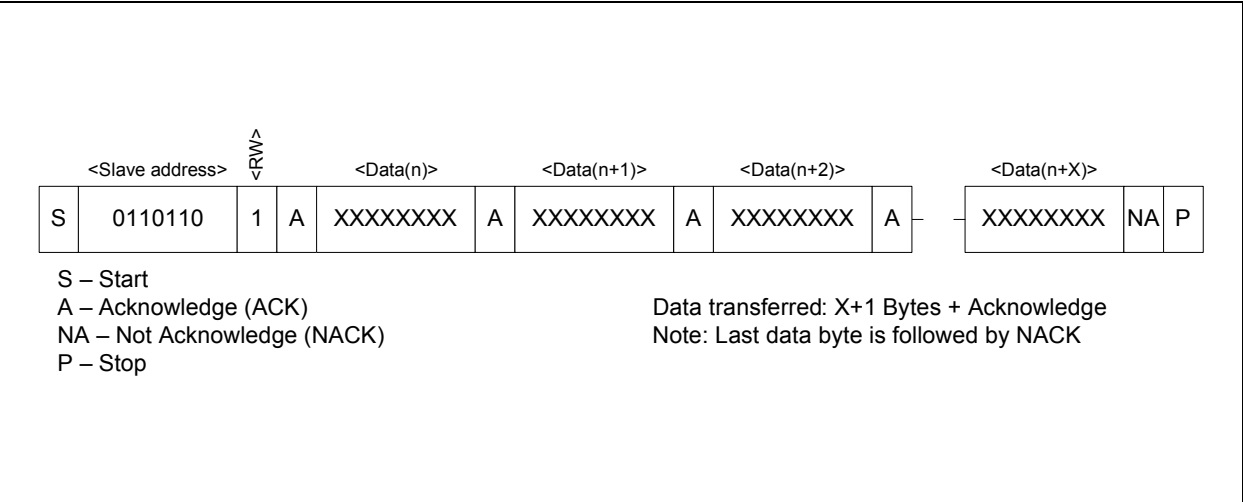 <RW>
<Slave address> <Data(n)> <Data(n+1)> <Data(n+2)> <Data(n+X)>
S 0110110 1 A XXXXXXXX A XXXXXXXX A XXXXXXXX A XXXXXXXX NA P
S – Start
A – Acknowledge (ACK) Data transferred: X+1 Bytes + Acknowledge
NA – Not Acknowledge (NACK) Note: Last data byte is followed by NACK
P – Stop